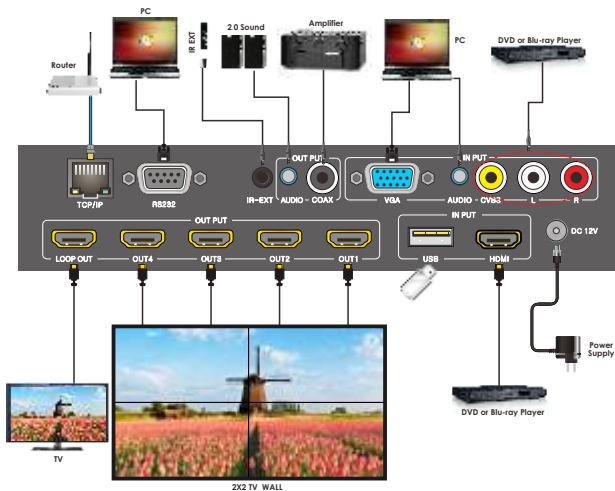 PC
IR EXT
2.0 Sound
Amplifier
PC
DVD or Blu-ray Player
Router
OUT PUT
IN PUT
TCP/IP
RS232
IR-EXT
AUDIO - COAX
VGA
AUDIO - CVBS
L
R
OUT PUT
IN PUT
DC 12V
LOOP OUT
OUT4
OUT3
OUT2
OUT1
USB
HDMI
Power
Supply
DVD or Blu-ray Player
TV
2X2 TV WALL